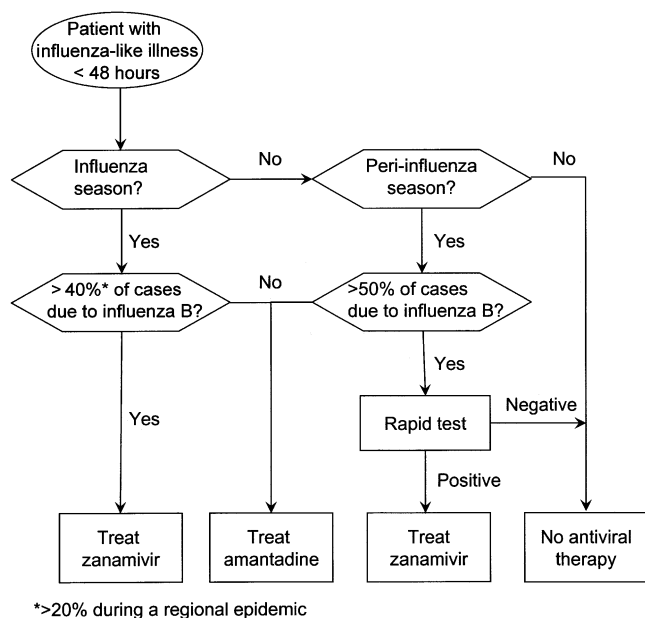 Patient with
influenza-like illness
< 48 hours
Influenza
season?
No
Peri-influenza
season?
No
Yes
Yes
> 40%* of cases
due to influenza B?
No
>50% of cases
due to influenza B?
Yes
Yes
Rapid test
Negative
Positive
Treat
zanamivir
Treat
amantadine
Treat
zanamivir
No antiviral
therapy
*>20% during a regional epidemic